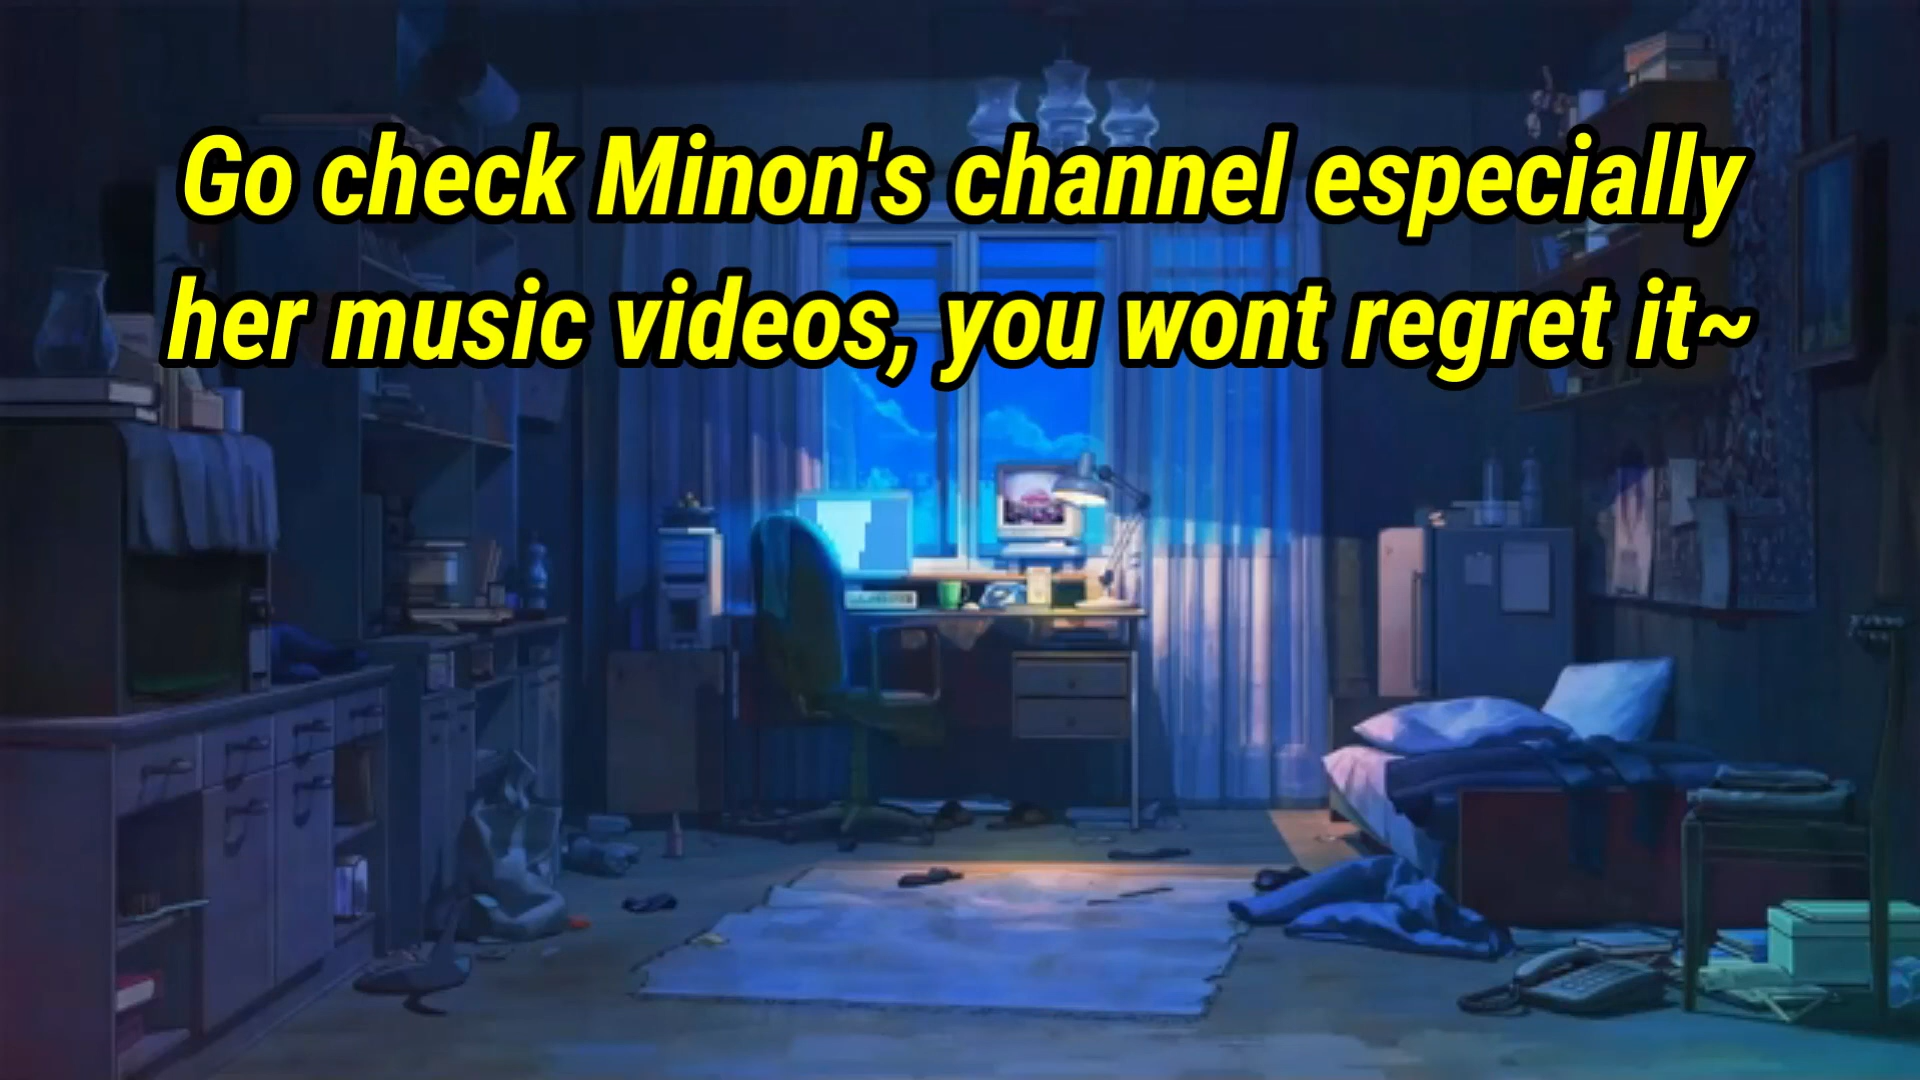 Go check Minon's channel especially
her music videos, you wont regret it~